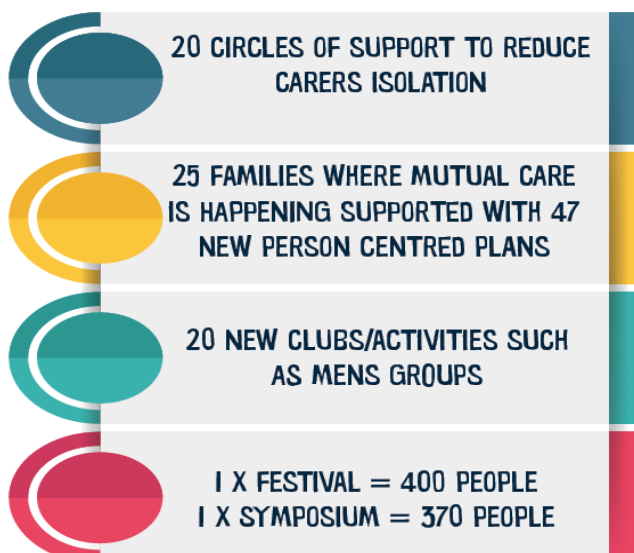 20 CIRCLES OF SUPPORT TO REDUCE
CARERS ISOLATION
25 FAMILIES WHERE MUTUAL CARE
IS HAPPENING SUPPORTED WITH 47
NEW PERSON CENTRED PLANS
20 NEW CLUBS/ACTIVITIES SUCH
AS MENS GROUPS
1 X FESTIVAL = 400 PEOPLE
1 X SYMPOSIUM = 370 PEOPLE